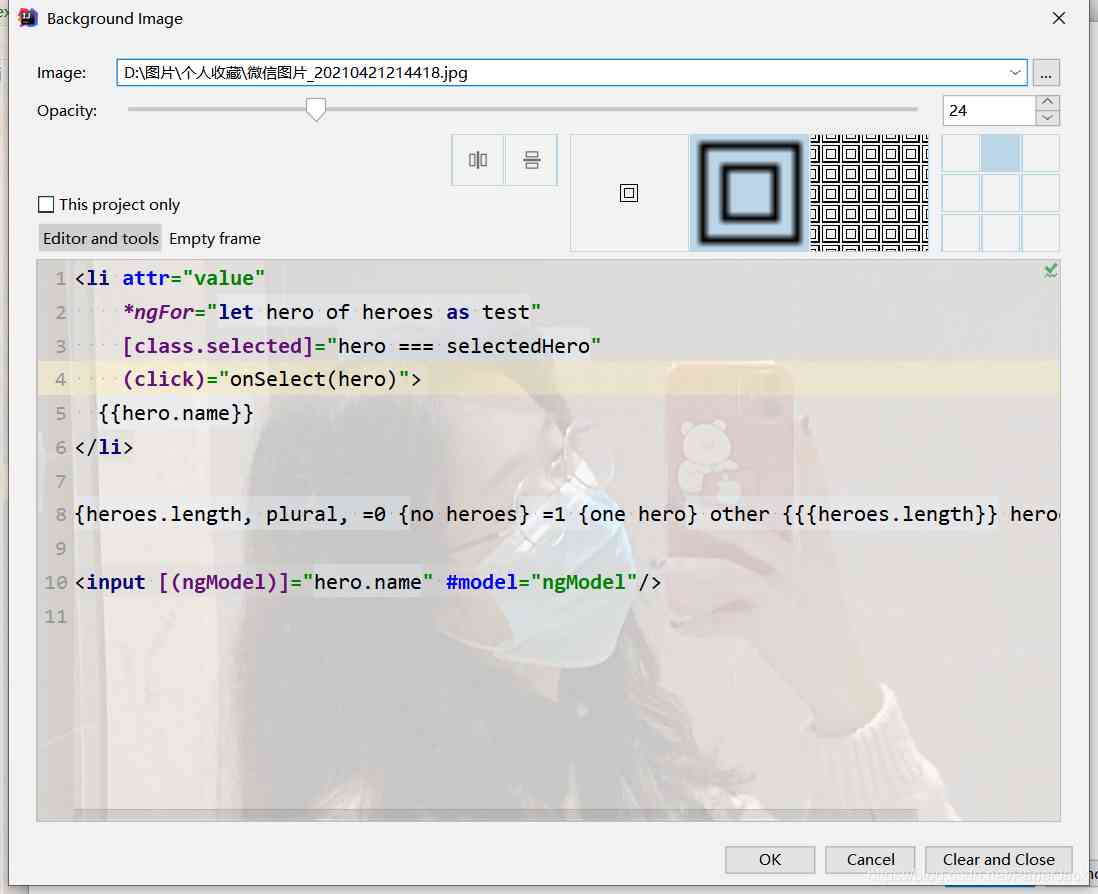 Background Image
Image: D:\图片\个人收藏\微信图片_20210421214418.jpg ...
Opacity: 24
This project only
Editor and tools Empty frame
1 <li attr="value"
2 *ngFor="let hero of heroes as test"
3 [class.selected]="hero === selectedHero"
4 (click)="onSelect(hero)">
5 {{hero.name}}
6 </li>
7
8 {heroes.length, plural, =0 {no heroes} =1 {one hero} other {{{heroes.length}} heroe
9
10 <input [(ngModel)]="hero.name" #model="ngModel"/>
11
OK Cancel Clear and Close